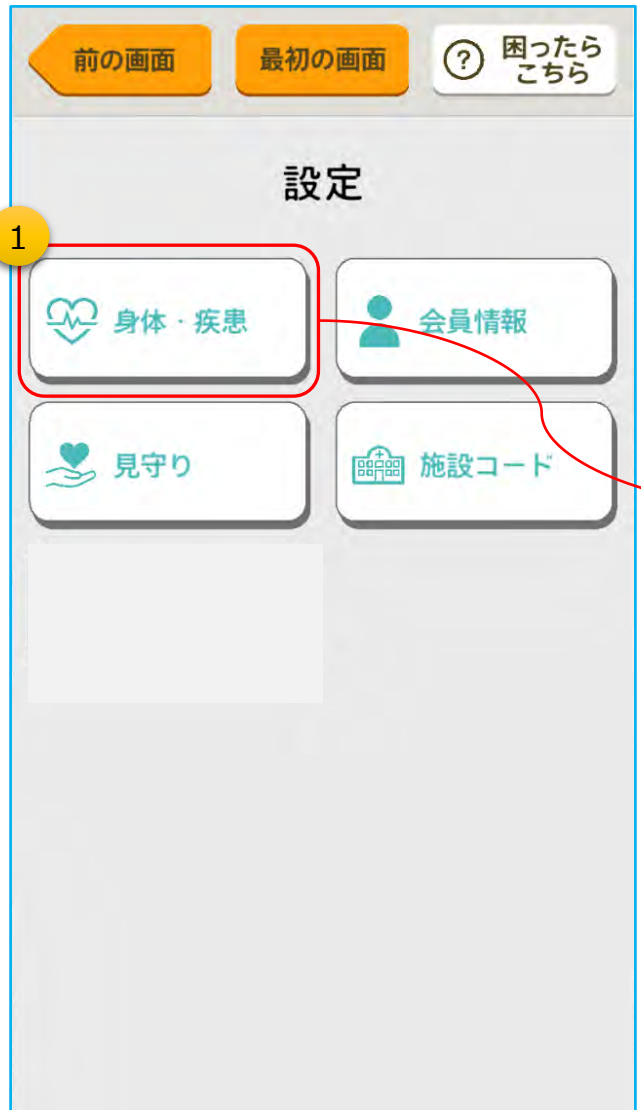 前の画面
最初の画面
? 困ったら
こちら
設定
1
身体・疾患
会員情報
見守り
施設コード